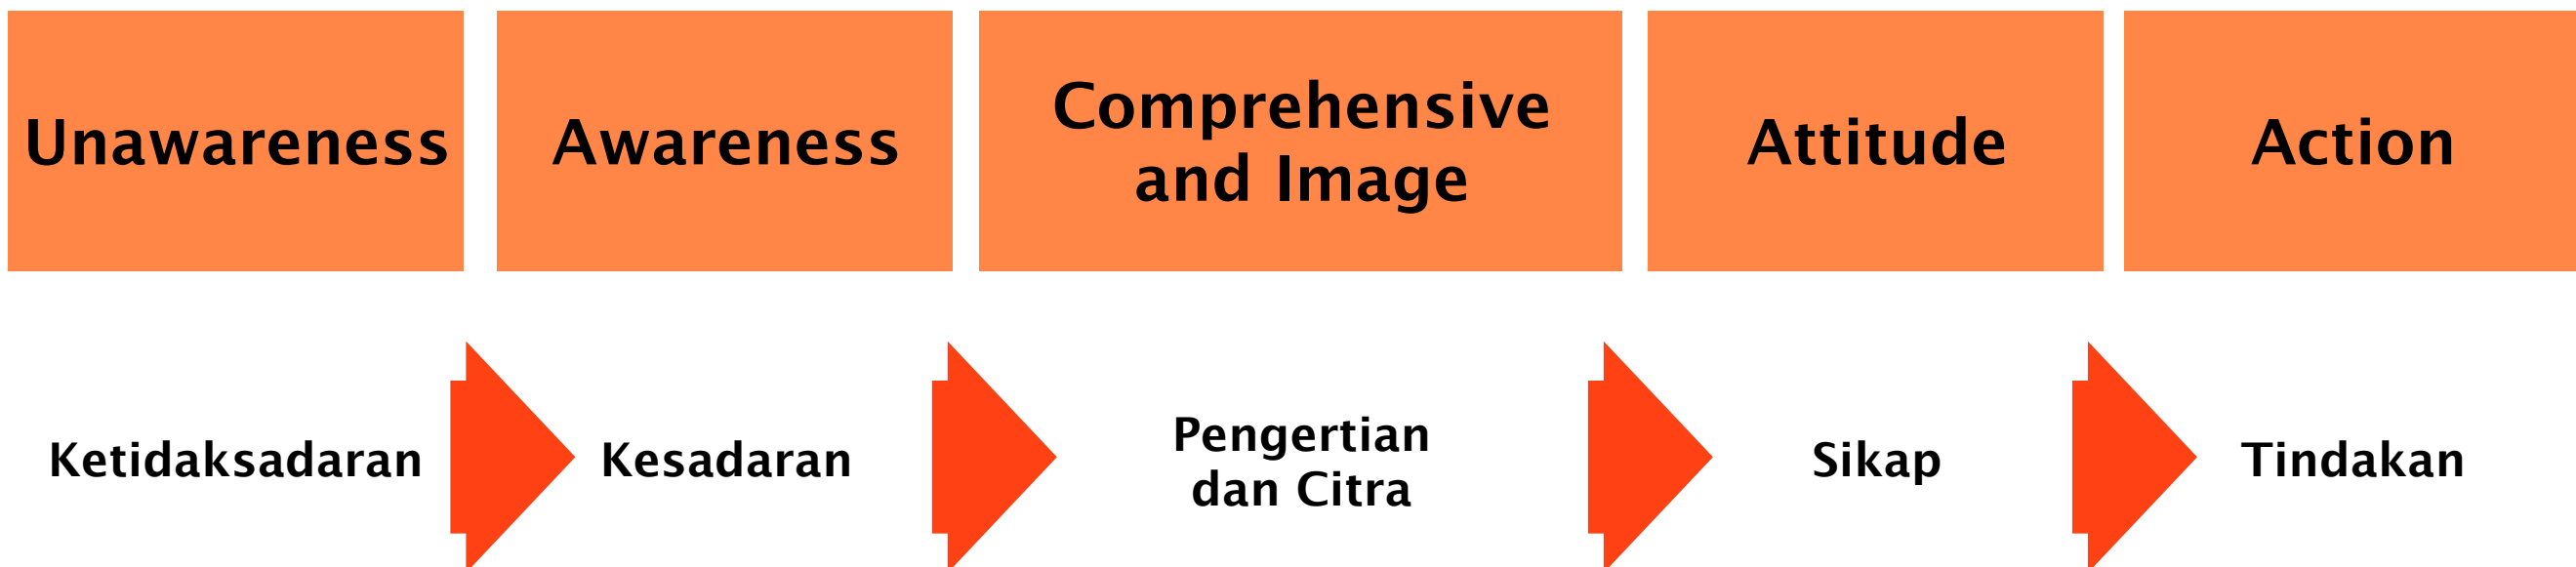 Unawareness
Awareness
Comprehensive
and Image
Attitude
Action
Ketidaksadaran
Kesadaran
Pengertian
dan Citra
Sikap
Tindakan